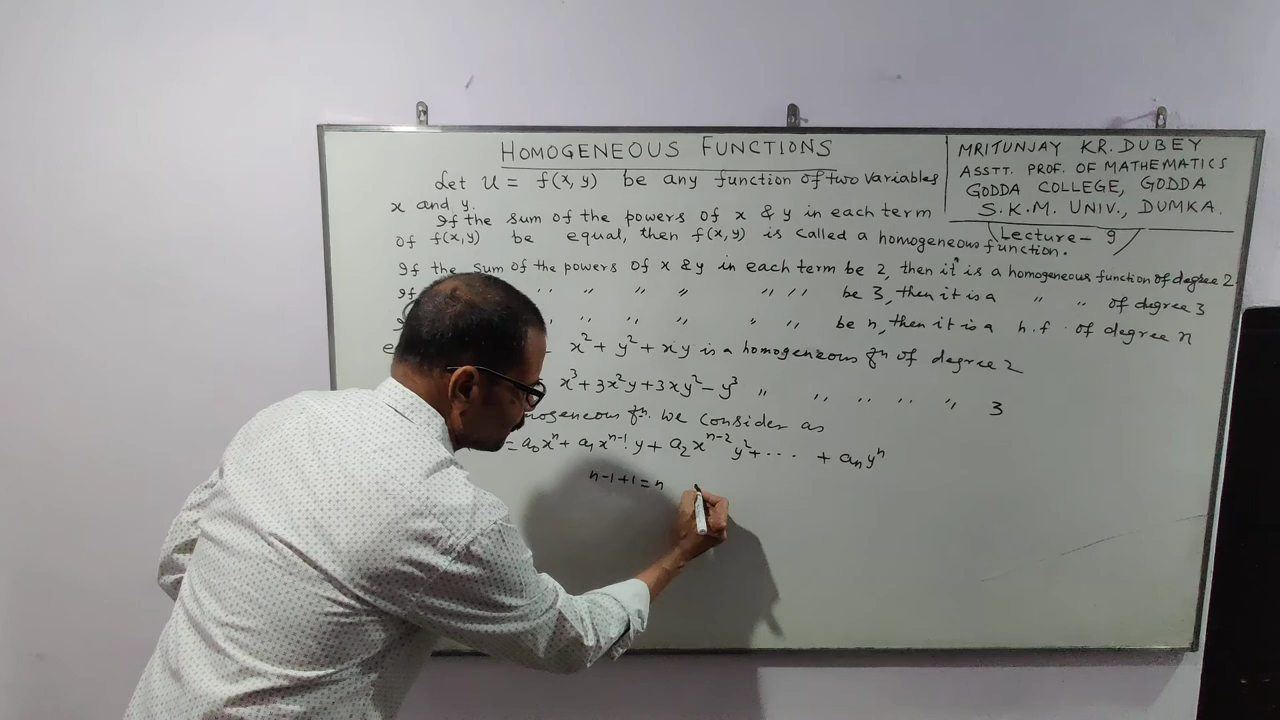 HOMOGENEOUS FUNCTIONS
MRITUNJAY KR. DUBEY
ASSTT. PROF. OF MATHEMATICS
GODDA COLLEGE, GODDA
S.K.M. UNIV., DUMKA.
Lecture - 9
Let u = f(x, y) be any function of two variables
x and y.
If the sum of the powers of x & y in each term
of f(x,y) be equal, then f(x,y) is called a homogeneous function.
If the sum of the powers of x & y in each term be 2, then it is a homogeneous function of degree 2.
If " " " " " " be 3, then it is a " " of degree 3
" " " " " " be n, then it is a h.f. of degree n
x² + y² + xy is a homogeneous fⁿ of degree 2
x³ + 3x²y + 3xy² - y³ " " " " " 3
fⁿ. We consider as
= a₀xⁿ + a₁xⁿ⁻¹.y + a₂xⁿ⁻²y² + .... + aₙyⁿ
n-1+1 = n